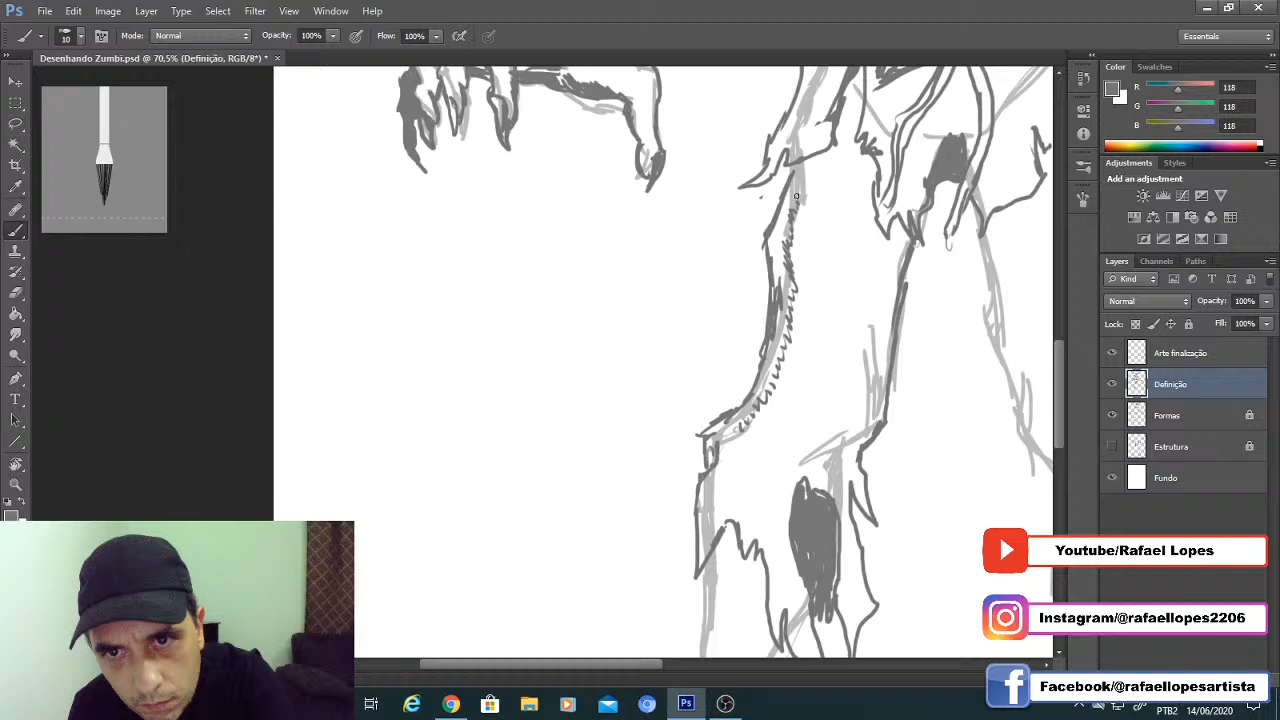 Ps File Edit Image Layer Type Select Filter View Window Help
10 Mode: Normal Opacity: 100% Flow: 100% Essentials
Desenhando Zumbi.psd @ 70,5% (Definição, RGB/8*) * ×
Color Swatches
R 118
G 118
B 118
Adjustments Styles
Add an adjustment
Layers Channels Paths
Kind
Normal Opacity: 100%
Lock: Fill: 100%
Arte finalização
Definição
Formas
Estrutura
Fundo
Youtube/Rafael Lopes
Instagram/@rafaellopes2206
Facebook/@rafaellopesartista
Ps
PTB2 14/06/2020